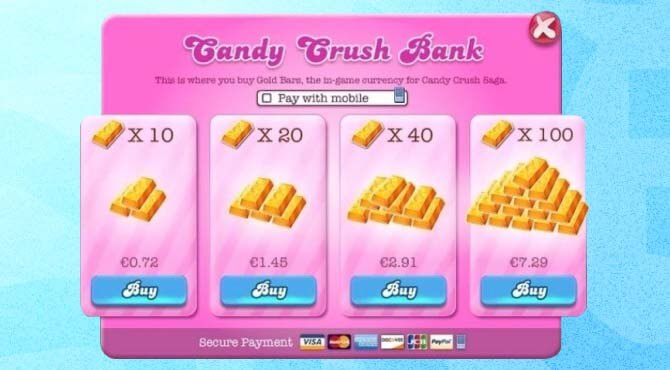 Candy Crush Bank
This is where you buy Gold Bars, the in-game currency for Candy Crush Saga.
Pay with mobile
X 10
X 20
X 40
X 100
€0.72
€1.45
€2.91
€7.29
Buy
Buy
Buy
Buy
Secure Payment VISA MasterCard DISCOVER JCB PayPal